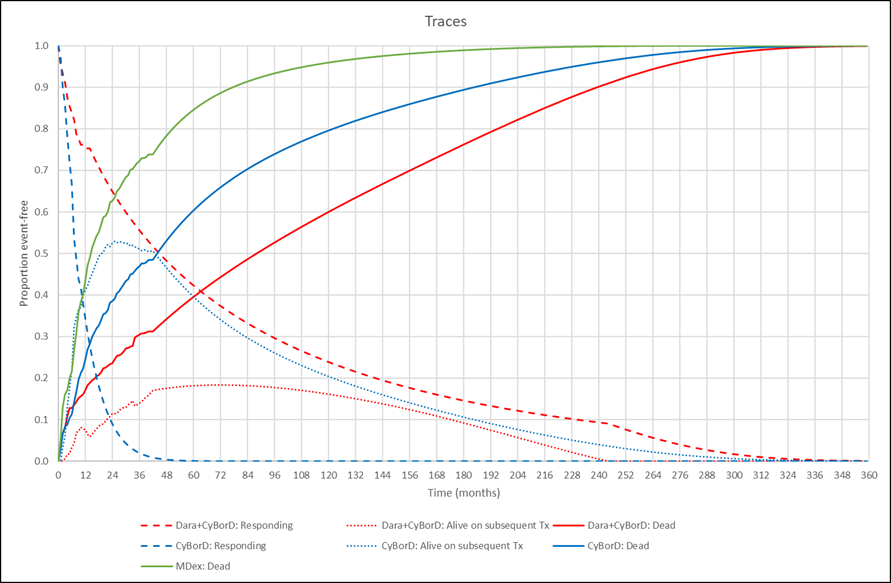 Traces
Proportion event-free
1.0
0.9
0.8
0.7
0.6
0.5
0.4
0.3
0.2
0.1
0.0
0 12 24 36 48 60 72 84 96 108 120 132 144 156 168 180 192 204 216 228 240 252 264 276 288 300 312 324 336 348 360
Time (months)
Dara+CyBorD: Responding Dara+CyBorD: Alive on subsequent Tx Dara+CyBorD: Dead
CyBorD: Responding CyBorD: Alive on subsequent Tx CyBorD: Dead
MDex: Dead